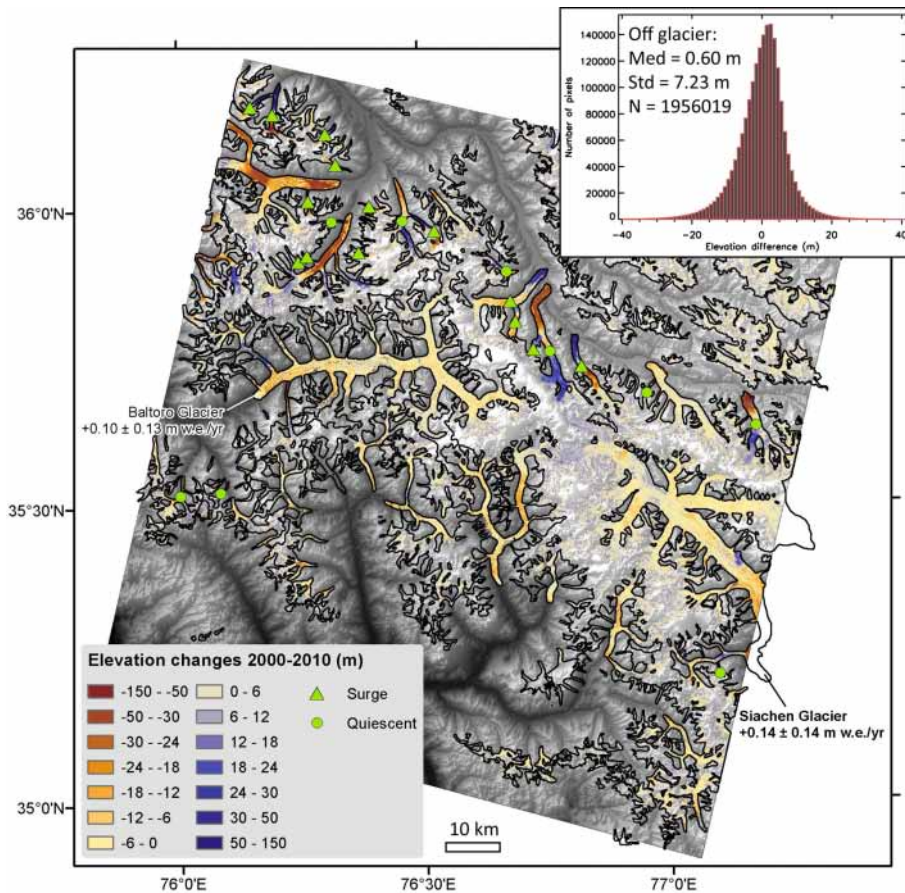 Off glacier:
Med = 0.60 m
Std = 7.23 m
N = 1956019
Number of pixels
140000
120000
100000
80000
60000
40000
20000
0
-40
-20
0
20
40
Elevation difference (m)
36°0'N
35°30'N
35°0'N
Baltoro Glacier
+0.10 ± 0.13 m w.e./yr
Siachen Glacier
+0.14 ± 0.14 m w.e./yr
Elevation changes 2000-2010 (m)
-150 - -50
-50 - -30
-30 - -24
-24 - -18
-18 - -12
-12 - -6
-6 - 0
0 - 6
6 - 12
12 - 18
18 - 24
24 - 30
30 - 50
50 - 150
Surge
Quiescent
10 km
76°0'E
76°30'E
77°0'E